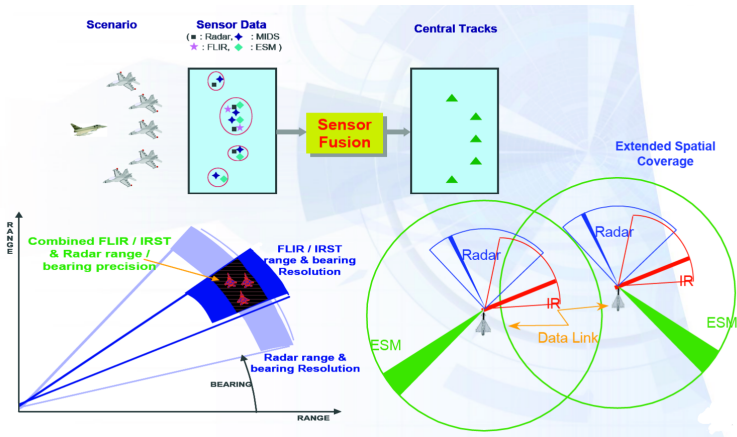 Scenario
Sensor Data
( ■ : Radar, ✦ : MIDS
★ : FLIR, ◆ : ESM )
Central Tracks
Sensor
Fusion
Extended Spatial
Coverage
RANGE
Combined FLIR / IRST
& Radar range /
bearing precision
FLIR / IRST
range & bearing
Resolution
Radar range &
bearing Resolution
BEARING
RANGE
Radar
IR
ESM
Data Link
Radar
IR
ESM